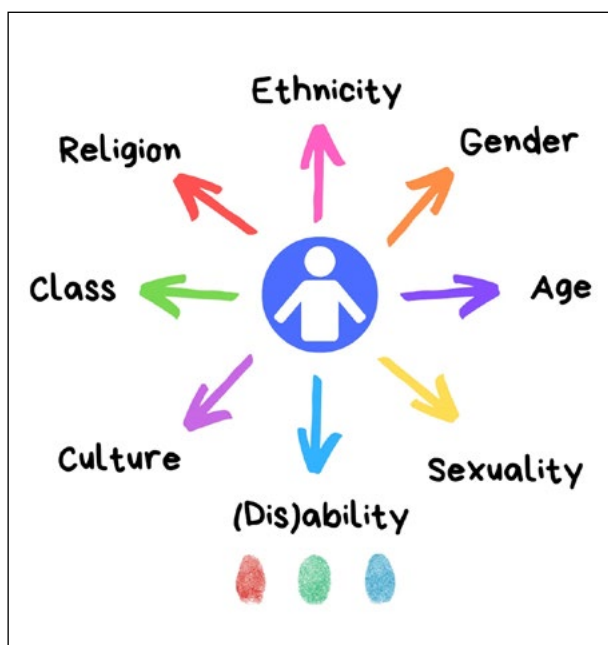 Ethnicity
Religion
Gender
Class
Age
Culture
Sexuality
(Dis)ability